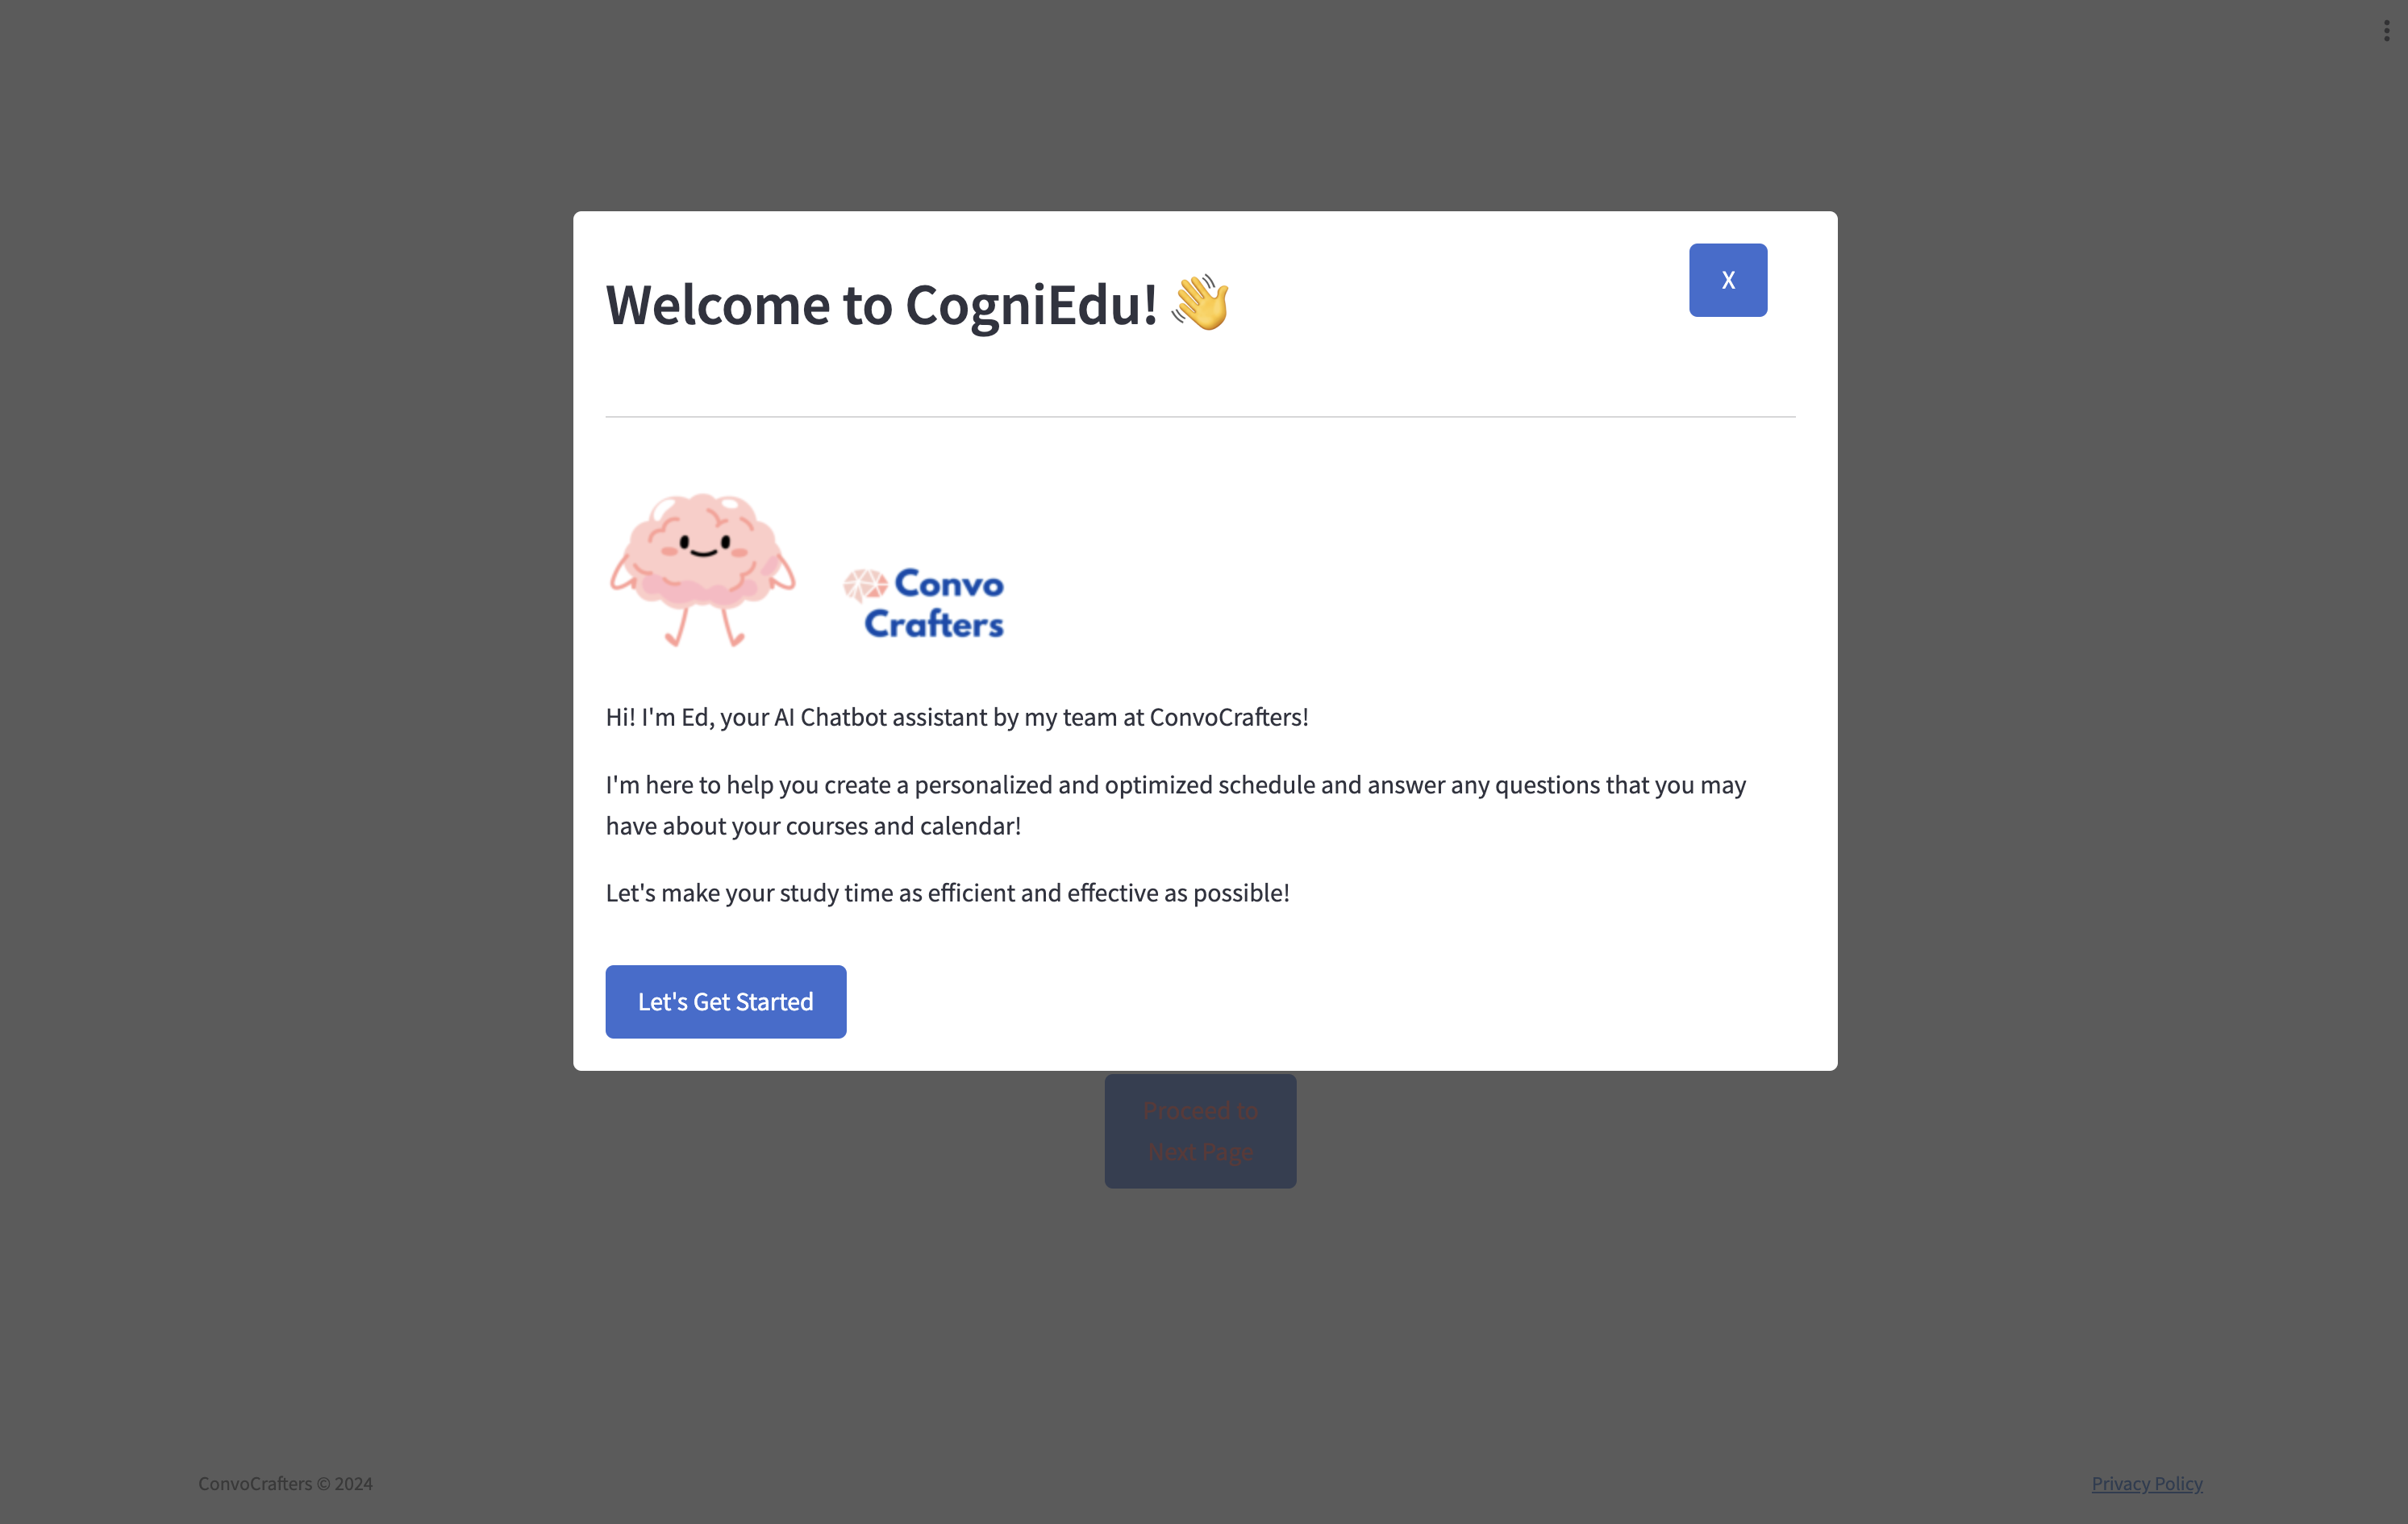 Welcome to CogniEdu! 👋
X
Convo
Crafters
Hi! I'm Ed, your AI Chatbot assistant by my team at ConvoCrafters!
I'm here to help you create a personalized and optimized schedule and answer any questions that you may
have about your courses and calendar!
Let's make your study time as efficient and effective as possible!
Let's Get Started
Proceed to
Next Page
ConvoCrafters © 2024
Privacy Policy